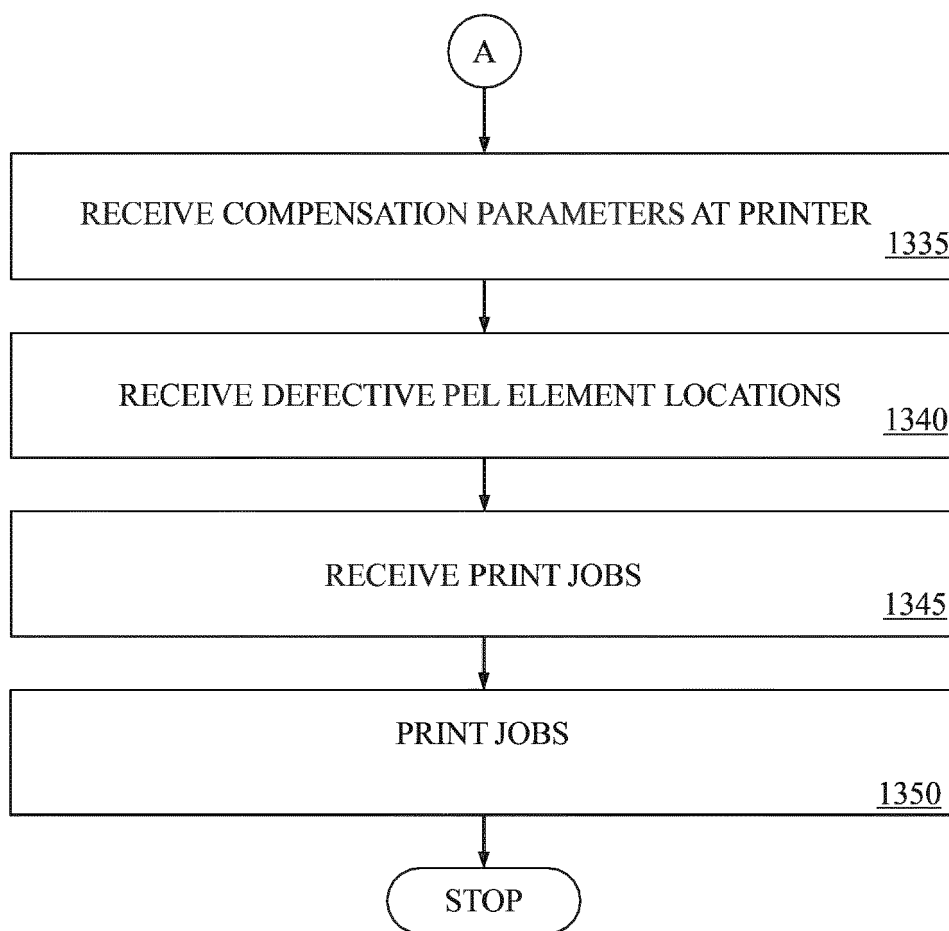 A
RECEIVE COMPENSATION PARAMETERS AT PRINTER
1335
RECEIVE DEFECTIVE PEL ELEMENT LOCATIONS
1340
RECEIVE PRINT JOBS
1345
PRINT JOBS
1350
STOP